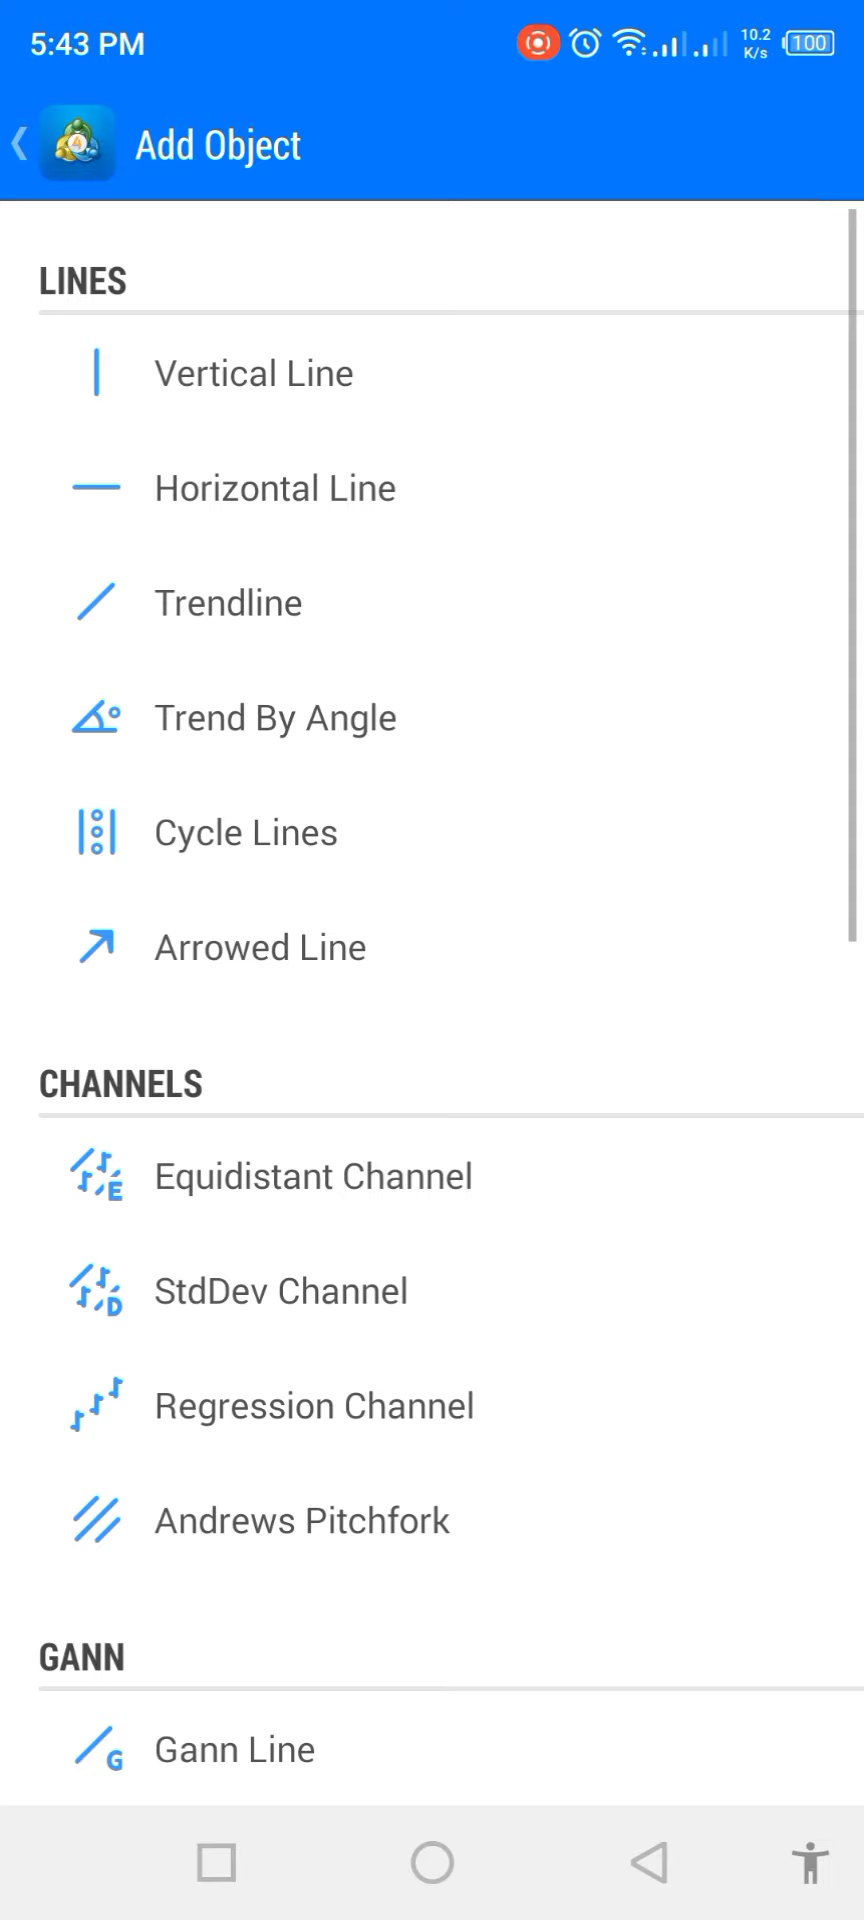 5:43 PM
10.2
K/s
100
4
Add Object
LINES
Vertical Line
Horizontal Line
Trendline
Trend By Angle
Cycle Lines
Arrowed Line
CHANNELS
E
Equidistant Channel
D
StdDev Channel
Regression Channel
Andrews Pitchfork
GANN
G
Gann Line